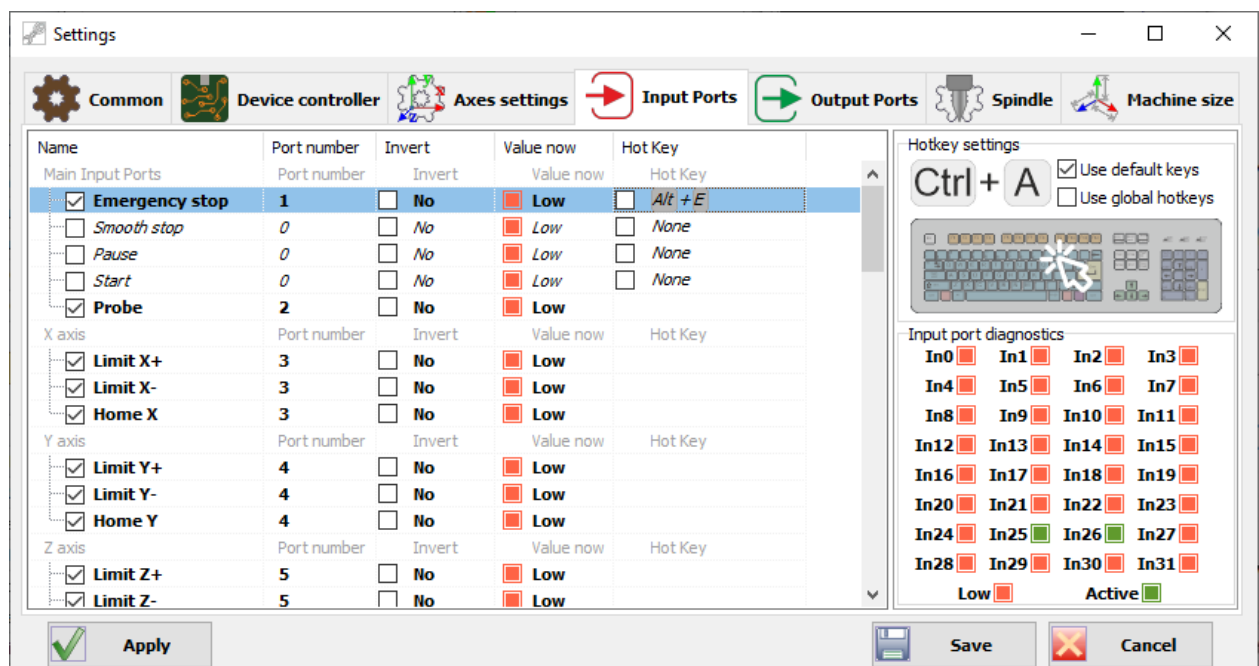 Settings
Common Device controller Axes settings Input Ports Output Ports Spindle Machine size
Name Port number Invert Value now Hot Key
Main Input Ports Port number Invert Value now Hot Key
Emergency stop 1 No Low Alt +E
Smooth stop 0 No Low None
Pause 0 No Low None
Start 0 No Low None
Probe 2 No Low
X axis Port number Invert Value now Hot Key
Limit X+ 3 No Low
Limit X- 3 No Low
Home X 3 No Low
Y axis Port number Invert Value now Hot Key
Limit Y+ 4 No Low
Limit Y- 4 No Low
Home Y 4 No Low
Z axis Port number Invert Value now Hot Key
Limit Z+ 5 No Low
Limit Z- 5 No Low
Hotkey settings
Ctrl + A
Use default keys
Use global hotkeys
Input port diagnostics
In0 In1 In2 In3
In4 In5 In6 In7
In8 In9 In10 In11
In12 In13 In14 In15
In16 In17 In18 In19
In20 In21 In22 In23
In24 In25 In26 In27
In28 In29 In30 In31
Low Active
Apply Save Cancel